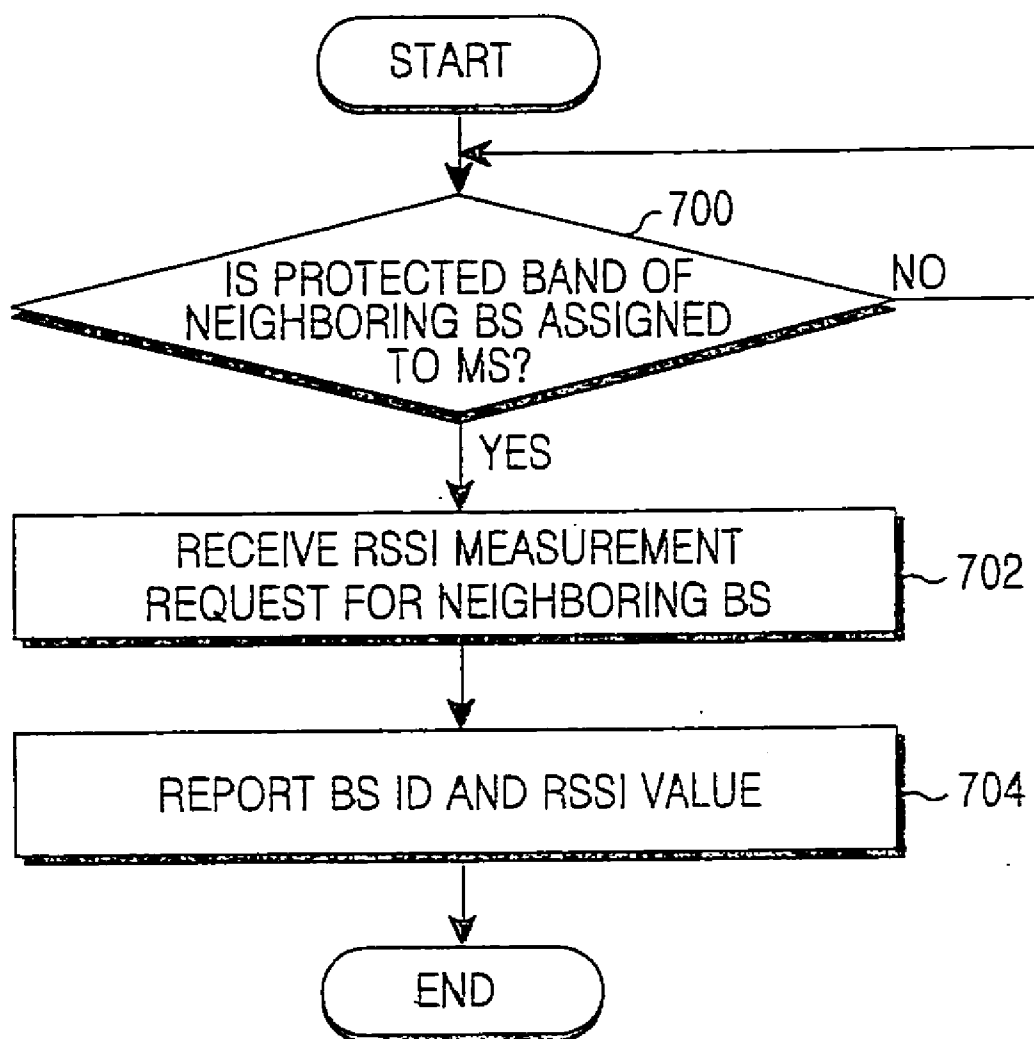 START
700
IS PROTECTED BAND OF
NEIGHBORING BS ASSIGNED
TO MS?
NO
YES
RECEIVE RSSI MEASUREMENT
REQUEST FOR NEIGHBORING BS
702
REPORT BS ID AND RSSI VALUE
704
END